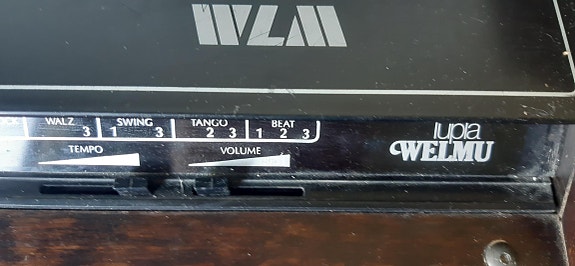 WLM
WALZ SWING TANGO BEAT
3 1 3 2 3 1 2 3
TEMPO VOLUME
lupia
WELMU